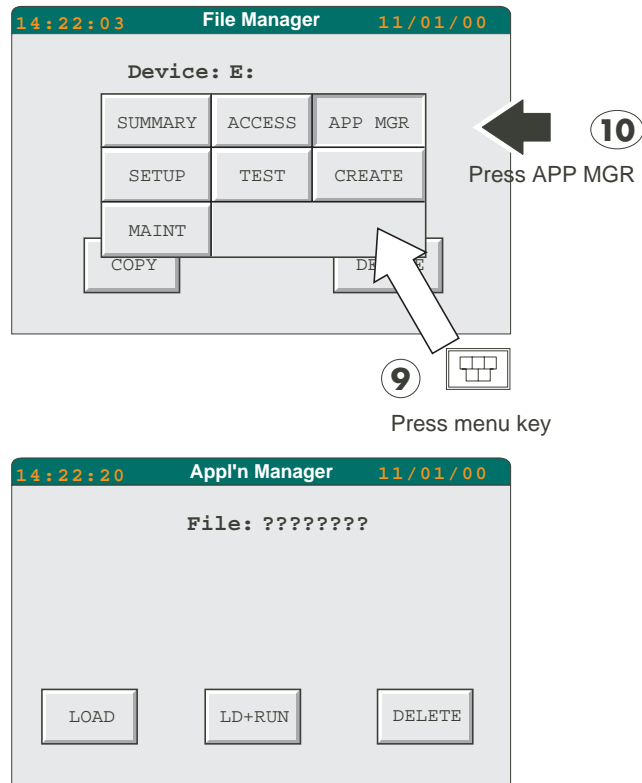 14:22:03 File Manager 11/01/00
Device: E:
SUMMARY ACCESS APP MGR
10
Press APP MGR
SETUP TEST CREATE
MAINT
COPY
9
Press menu key
14:22:20 Appl'n Manager 11/01/00
File: ????????
LOAD LD+RUN DELETE